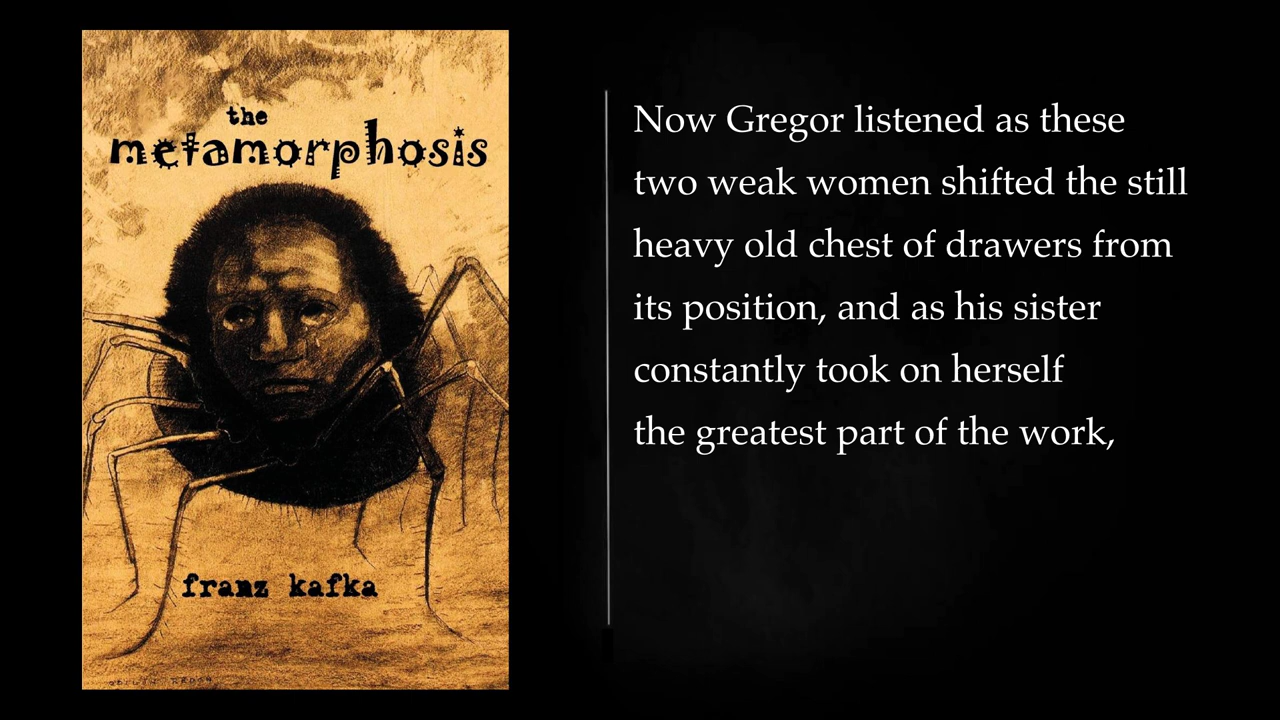 the
metamorphosis
franz kafka
Now Gregor listened as these
two weak women shifted the still
heavy old chest of drawers from
its position, and as his sister
constantly took on herself
the greatest part of the work,